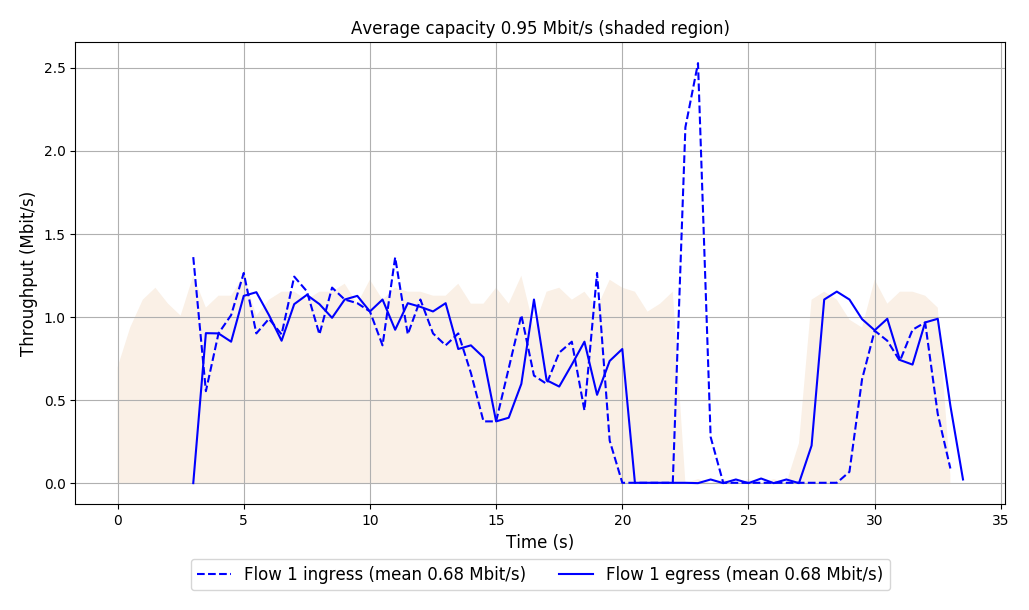 Average capacity 0.95 Mbit/s (shaded region)
2.5
2.0
1.5
1.0
0.5
0.0
Throughput (Mbit/s)
0 5 10 15 20 25 30 35
Time (s)
Flow 1 ingress (mean 0.68 Mbit/s) Flow 1 egress (mean 0.68 Mbit/s)